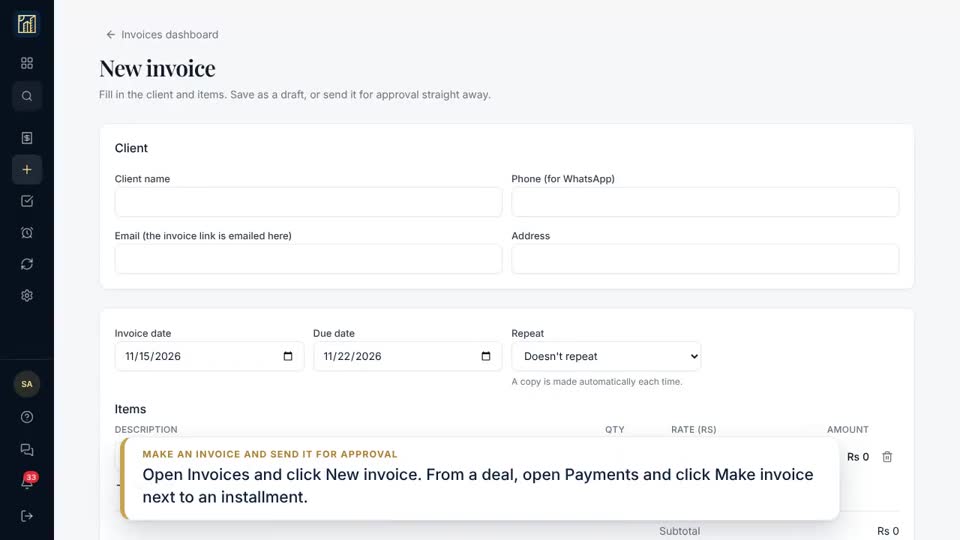 Invoices dashboard
New invoice
Fill in the client and items. Save as a draft, or send it for approval straight away.
Client
Client name
Phone (for WhatsApp)
Email (the invoice link is emailed here)
Address
Invoice date
Due date
Repeat
11/15/2026
11/22/2026
Doesn't repeat
A copy is made automatically each time.
Items
DESCRIPTION
QTY
RATE (RS)
AMOUNT
Rs 0
MAKE AN INVOICE AND SEND IT FOR APPROVAL
Open Invoices and click New invoice. From a deal, open Payments and click Make invoice
next to an installment.
Subtotal
Rs 0
SA
33